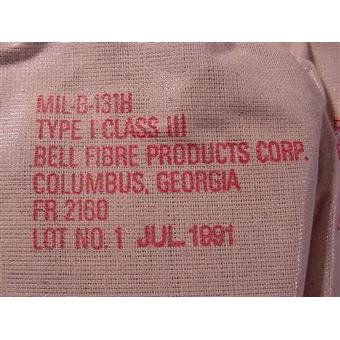 MIL-B-131H
TYPE I CLASS III
BELL FIBRE PRODUCTS CORP.
COLUMBUS, GEORGIA
FR 2160
LOT NO. 1 JUL 1991